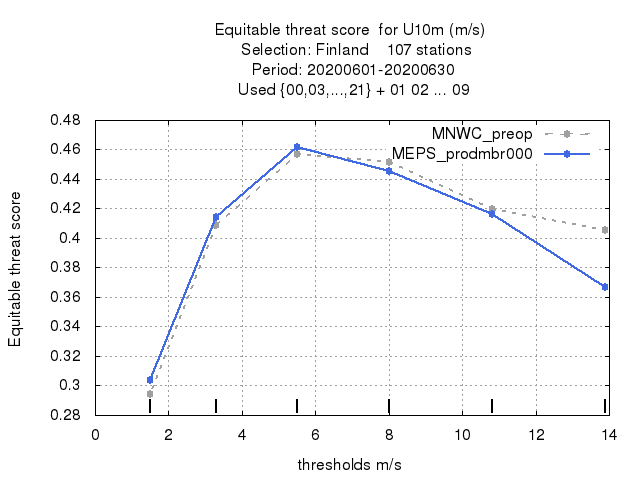 Equitable threat score  for U10m (m/s)
Selection: Finland    107 stations
Period: 20200601-20200630
Used {00,03,...,21} + 01 02 ... 09
MNWC_preop
MEPS_prodmbr000
Equitable threat score
0.48
0.46
0.44
0.42
0.4
0.38
0.36
0.34
0.32
0.3
0.28
0 2 4 6 8 10 12 14
thresholds m/s